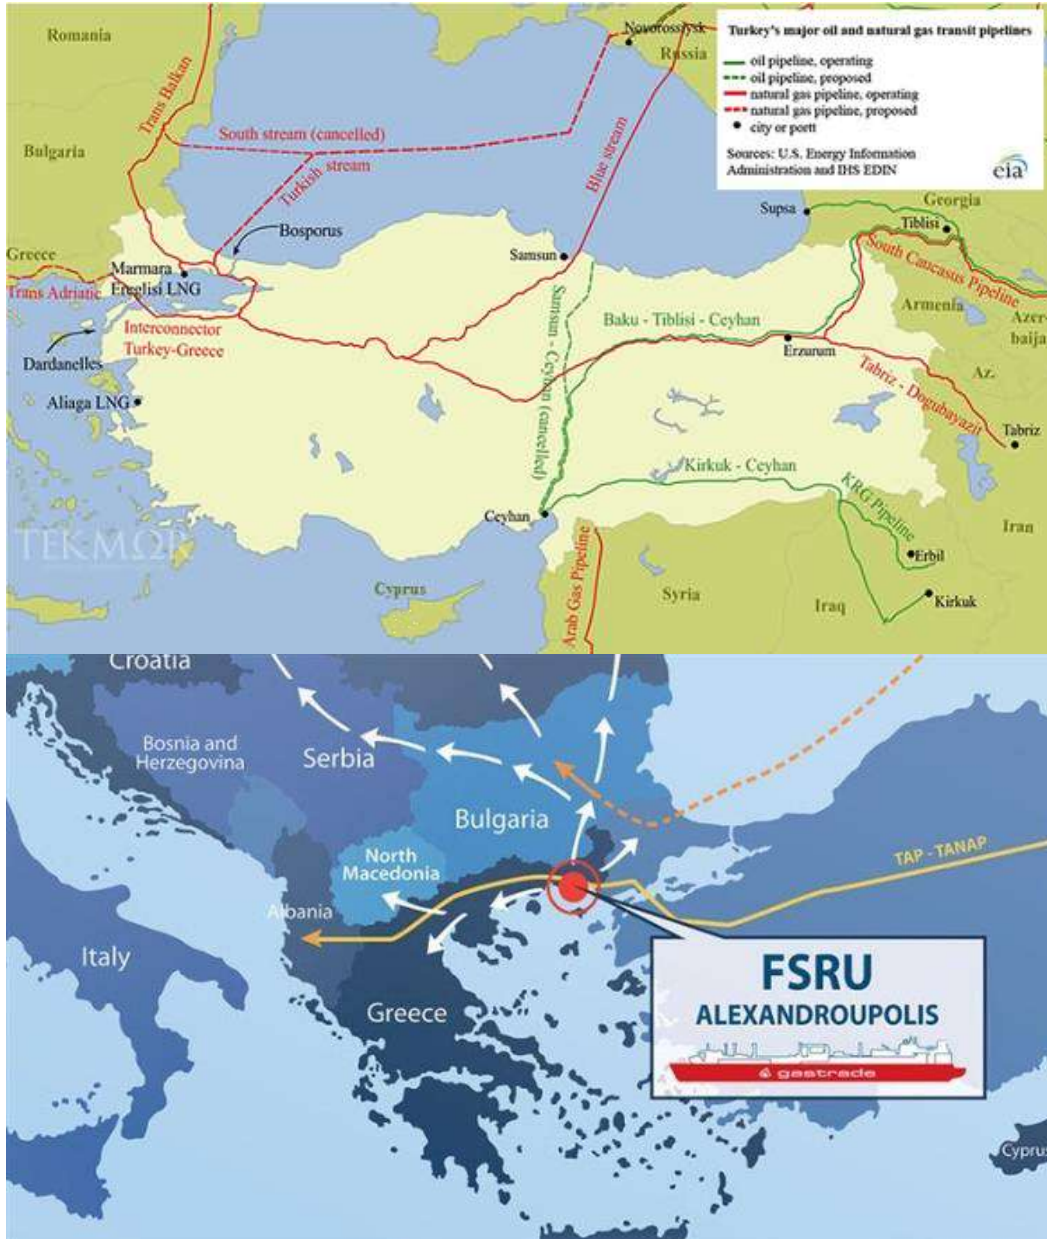 Romania
Novorossiysk
Russia
Turkey's major oil and natural gas transit pipelines
oil pipeline, operating
oil pipeline, proposed
natural gas pipeline, operating
natural gas pipeline, proposed
city or portt
Sources: U.S. Energy Information
Administration and IHS EDIN
eia
Trans Balkan
South stream (cancelled)
Turkish stream
Blue stream
Bulgaria
Georgia
Supsa
Tiblisi
South Caucasus Pipeline
Bosporus
Samsun
Greece
Marmara
Ereglisi LNG
Trans Adriatic
Armenia
Azer-
baija
Interconnector
Turkey-Greece
Samsun - Ceyhan (cancelled)
Baku - Tiblisi - Ceyhan
Erzurum
Dardanelles
Az.
Tabriz - Dogubayazit
Aliaga LNG
Tabriz
Kirkuk - Ceyhan
KRG Pipeline
Ceyhan
Iran
TEKMΩR
Arab Gas Pipeline
Erbil
Cyprus
Syria
Iraq
Kirkuk
Croatia
Bosnia and
Herzegovina
Serbia
Bulgaria
North
Macedonia
TAP - TANAP
Albania
Italy
Greece
FSRU
ALEXANDROUPOLIS
gastrade
Cyprus